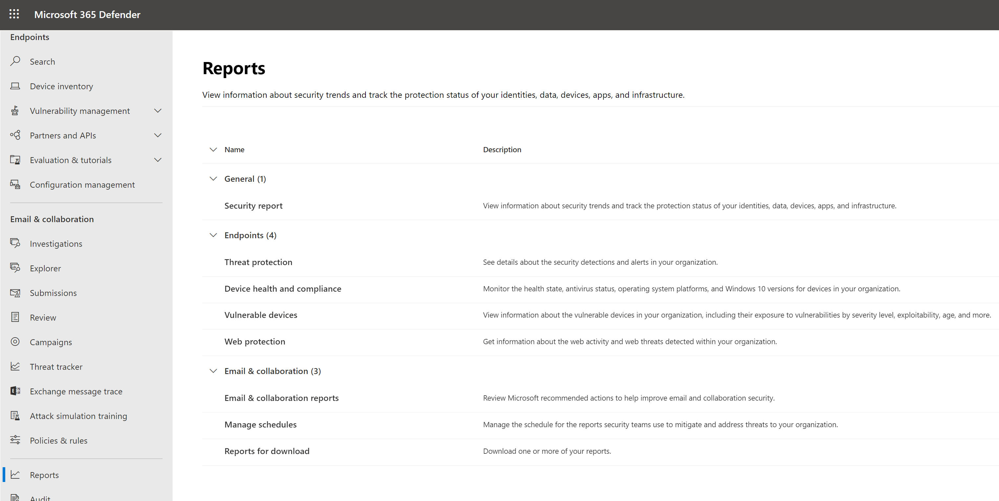 Microsoft 365 Defender
Endpoints
Search
Device inventory
Vulnerability management
Partners and APIs
Evaluation & tutorials
Configuration management
Email & collaboration
Investigations
Explorer
Submissions
Review
Campaigns
Threat tracker
Exchange message trace
Attack simulation training
Policies & rules
Reports
Audit
Reports
View information about security trends and track the protection status of your identities, data, devices, apps, and infrastructure.
Name Description
General (1)
Security report View information about security trends and track the protection status of your identities, data, devices, apps, and infrastructure.
Endpoints (4)
Threat protection See details about the security detections and alerts in your organization.
Device health and compliance Monitor the health state, antivirus status, operating system platforms, and Windows 10 versions for devices in your organization.
Vulnerable devices View information about the vulnerable devices in your organization, including their exposure to vulnerabilities by severity level, exploitability, age, and more.
Web protection Get information about the web activity and web threats detected within your organization.
Email & collaboration (3)
Email & collaboration reports Review Microsoft recommended actions to help improve email and collaboration security.
Manage schedules Manage the schedule for the reports security teams use to mitigate and address threats to your organization.
Reports for download Download one or more of your reports.